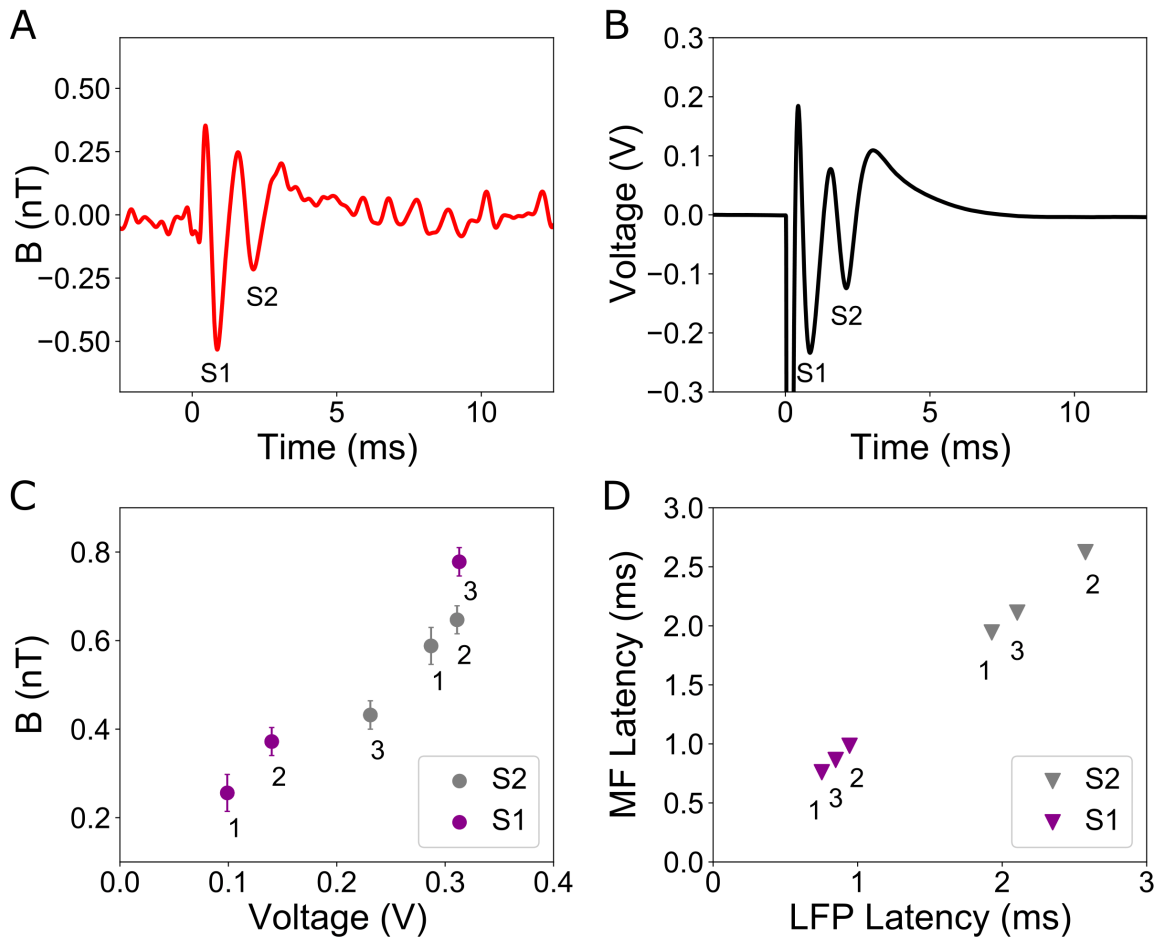 A
B (nT)
0.50
0.25
0.00
−0.25
−0.50
S1
S2
0
5
10
Time (ms)
B
Voltage (V)
0.3
0.2
0.1
0.0
−0.1
−0.2
−0.3
S1
S2
0
5
10
Time (ms)
C
B (nT)
0.8
0.6
0.4
0.2
3
2
1
3
2
1
S2
S1
0.0
0.1
0.2
0.3
0.4
Voltage (V)
D
MF Latency (ms)
3.0
2.5
2.0
1.5
1.0
0.5
0.0
2
3
1
2
3
1
S2
S1
0
1
2
3
LFP Latency (ms)